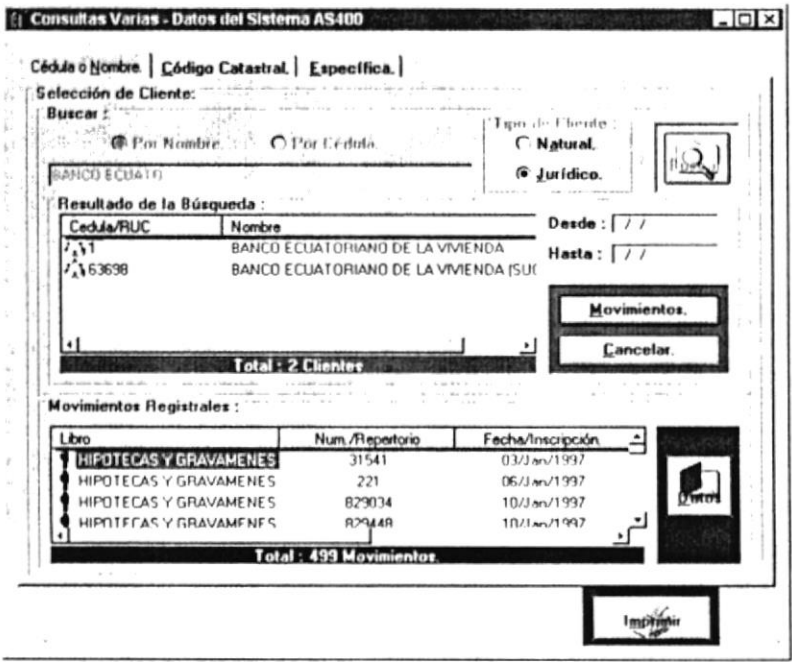 Consultas Varias - Datos del Sistema AS400
Cédula o Nombre. Código Catastral. Específica.
Selección de Cliente:
Buscar :
Por Nombre. Por Cédula.
Tipo de Cliente :
Natural.
Jurídico.
BANCO ECUATO
Resultado de la Búsqueda :
Cedula/RUC Nombre
1 BANCO ECUATORIANO DE LA VIVIENDA
63698 BANCO ECUATORIANO DE LA VIVIENDA (SUC
Total : 2 Clientes
Desde : / /
Hasta : / /
Movimientos.
Cancelar.
Movimientos Registrales :
Libro Num./Repertorio Fecha/Inscripción
HIPOTECAS Y GRAVAMENES 31541 03/Jan/1997
HIPOTECAS Y GRAVAMENES 221 06/Jan/1997
HIPOTECAS Y GRAVAMENES 829034 10/Jan/1997
HIPOTECAS Y GRAVAMENES 829448 10/Jan/1997
Total : 499 Movimientos.
Datos
Imprimir